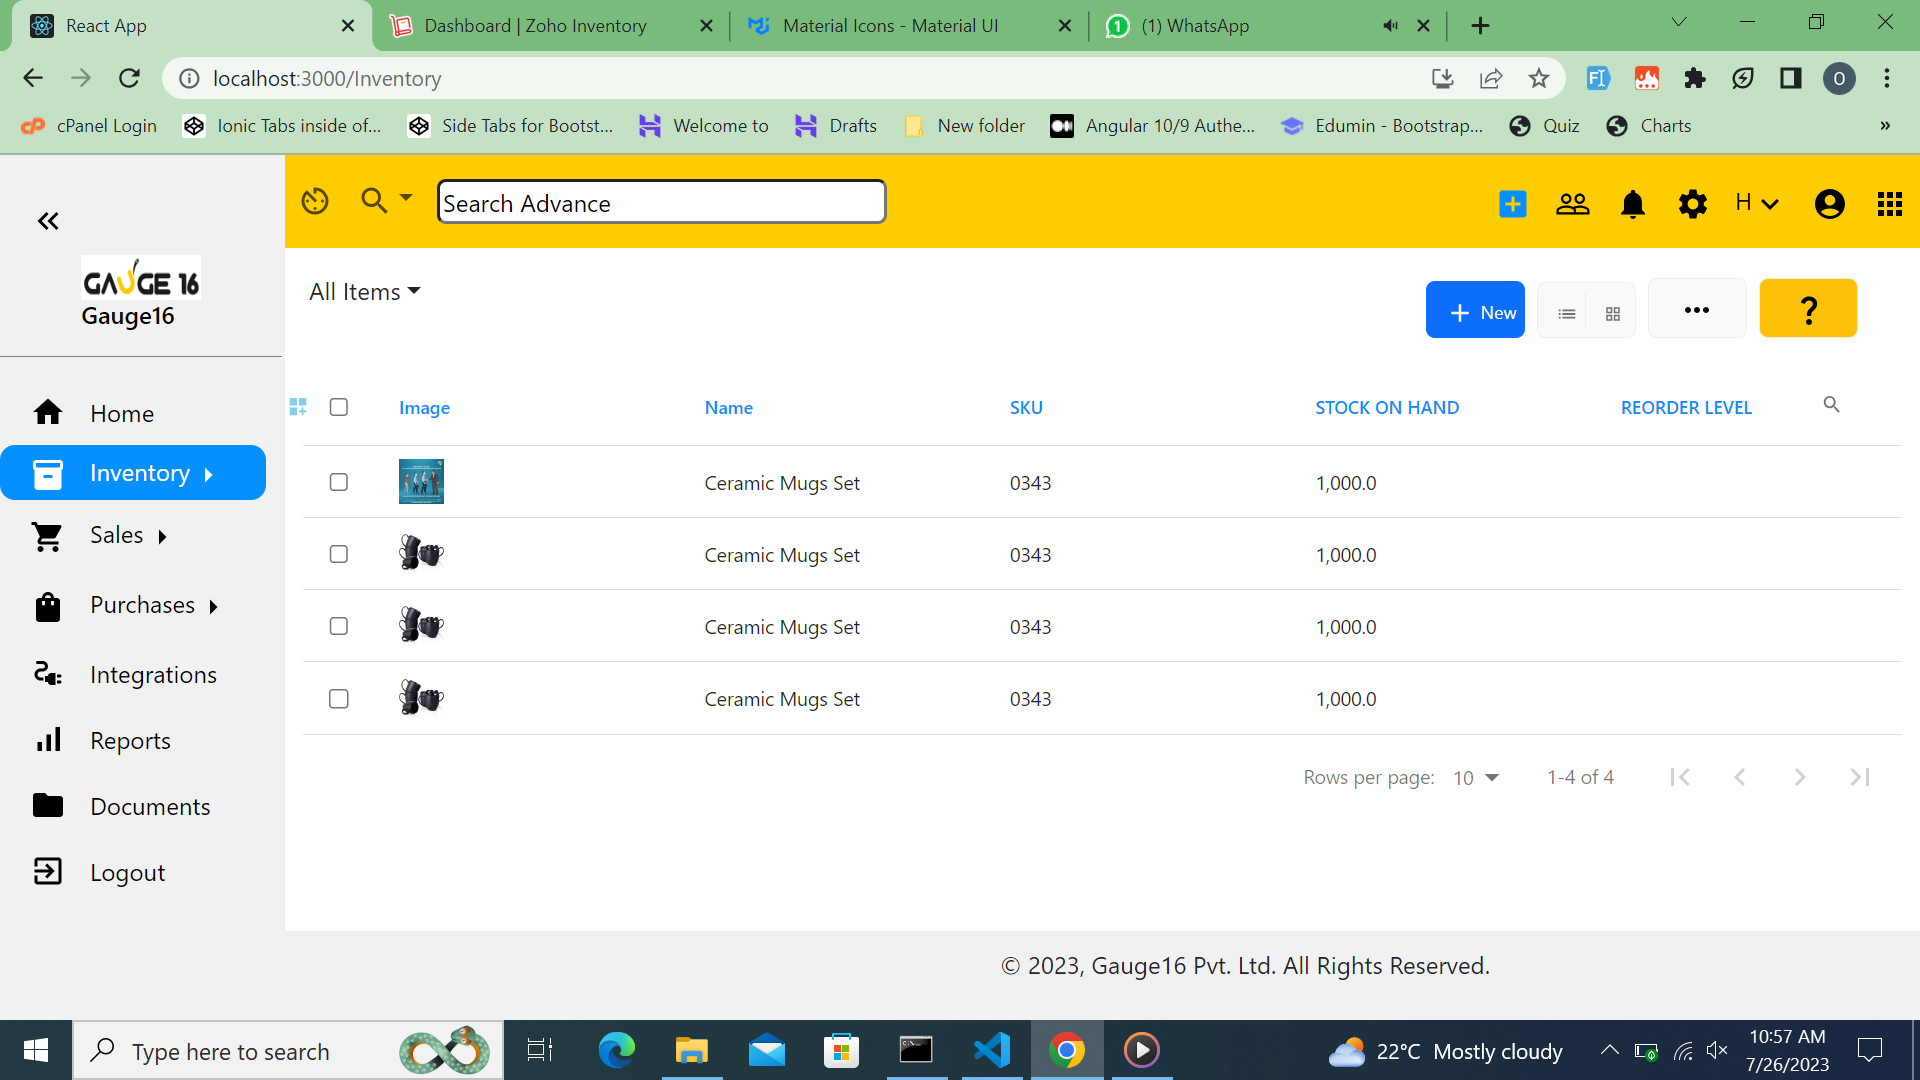 React App
Dashboard | Zoho Inventory
Material Icons - Material UI
(1) WhatsApp
localhost:3000/Inventory
O
cPanel Login
Ionic Tabs inside of...
Side Tabs for Bootst...
Welcome to
Drafts
New folder
Angular 10/9 Authe...
Edumin - Bootstrap...
Quiz
Charts
»
Search Advance
H
GAUGE 16
Gauge16
All Items
+ New
?
Home
Inventory
Sales
Purchases
Integrations
Reports
Documents
Logout
Image Name SKU STOCK ON HAND REORDER LEVEL
Ceramic Mugs Set 0343 1,000.0
Ceramic Mugs Set 0343 1,000.0
Ceramic Mugs Set 0343 1,000.0
Ceramic Mugs Set 0343 1,000.0
Rows per page: 10 1-4 of 4
© 2023, Gauge16 Pvt. Ltd. All Rights Reserved.
Type here to search
22°C Mostly cloudy
10:57 AM
7/26/2023